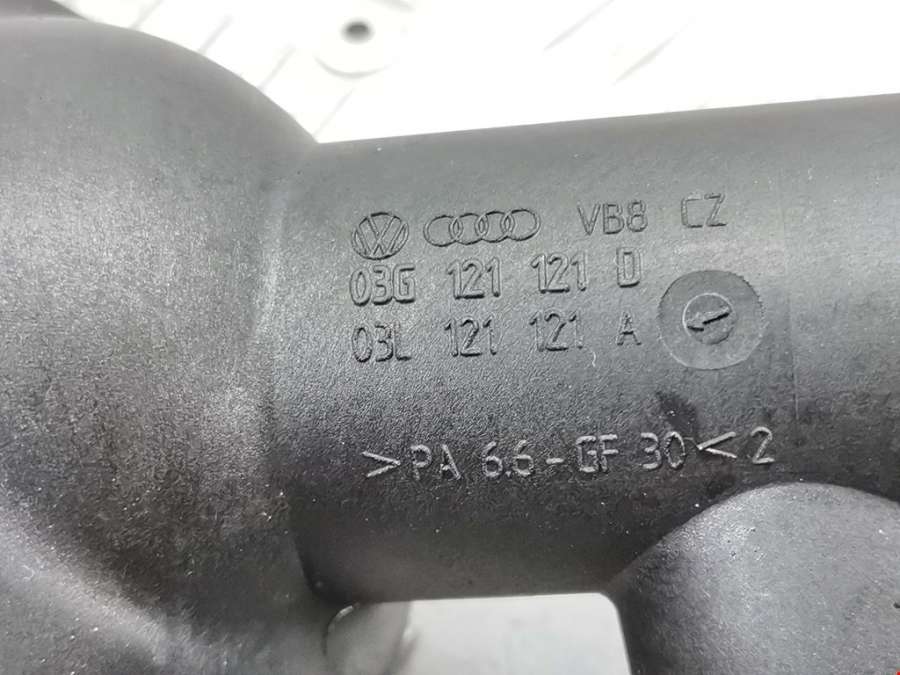 VB8 CZ
03G 121 121 D
03L 121 121 A
>PA 6.6-GF 30< 2